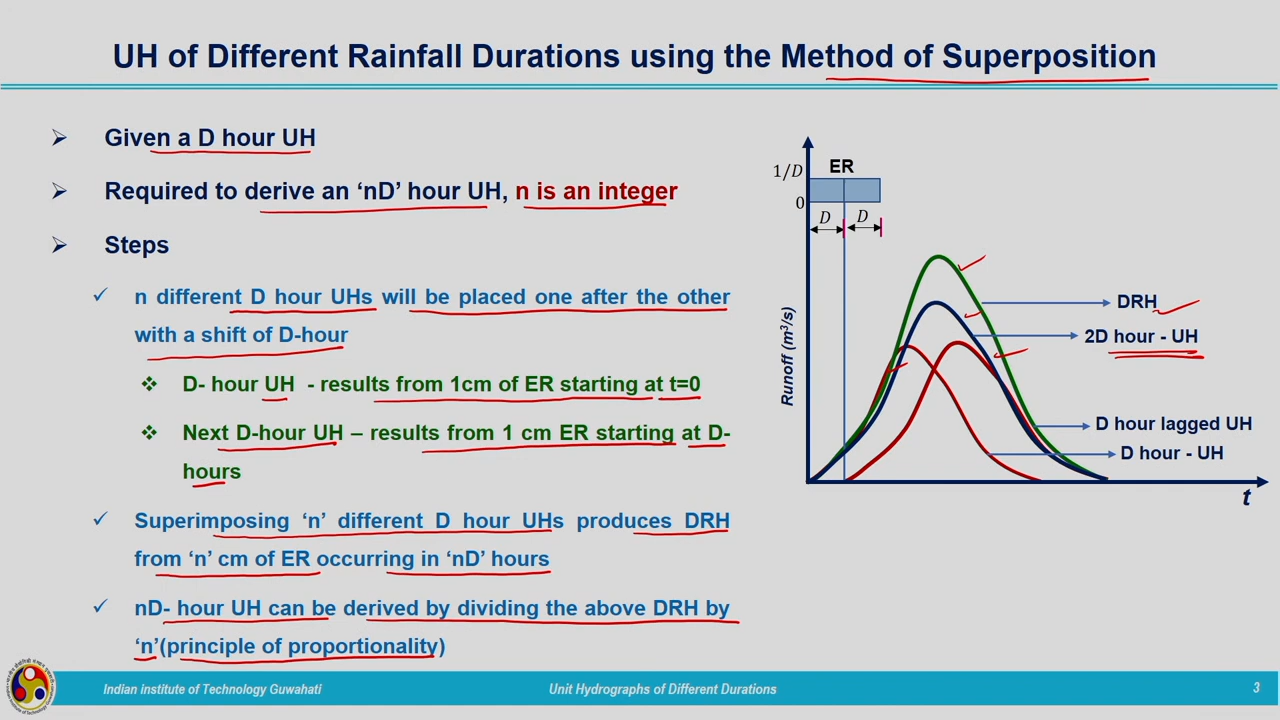 UH of Different Rainfall Durations using the Method of Superposition
Given a D hour UH
Required to derive an ‘nD’ hour UH, n is an integer
Steps
n different D hour UHs will be placed one after the other
with a shift of D-hour
D- hour UH - results from 1cm of ER starting at t=0
Next D-hour UH – results from 1 cm ER starting at D-
hours
Superimposing ‘n’ different D hour UHs produces DRH
from ‘n’ cm of ER occurring in ‘nD’ hours
nD- hour UH can be derived by dividing the above DRH by
‘n’(principle of proportionality)
ER
1/D
0
D
D
Runoff (m³/s)
DRH
2D hour - UH
D hour lagged UH
D hour - UH
t
Indian institute of Technology Guwahati
Unit Hydrographs of Different Durations
3